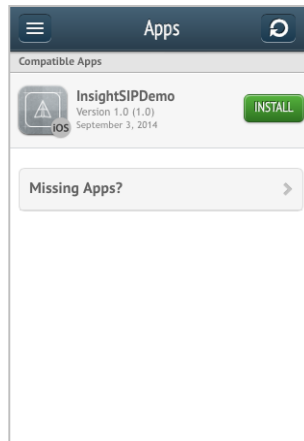 Apps
Compatible Apps
InsightSIPDemo
Version 1.0 (1.0)
iOS
September 3, 2014
INSTALL
Missing Apps?